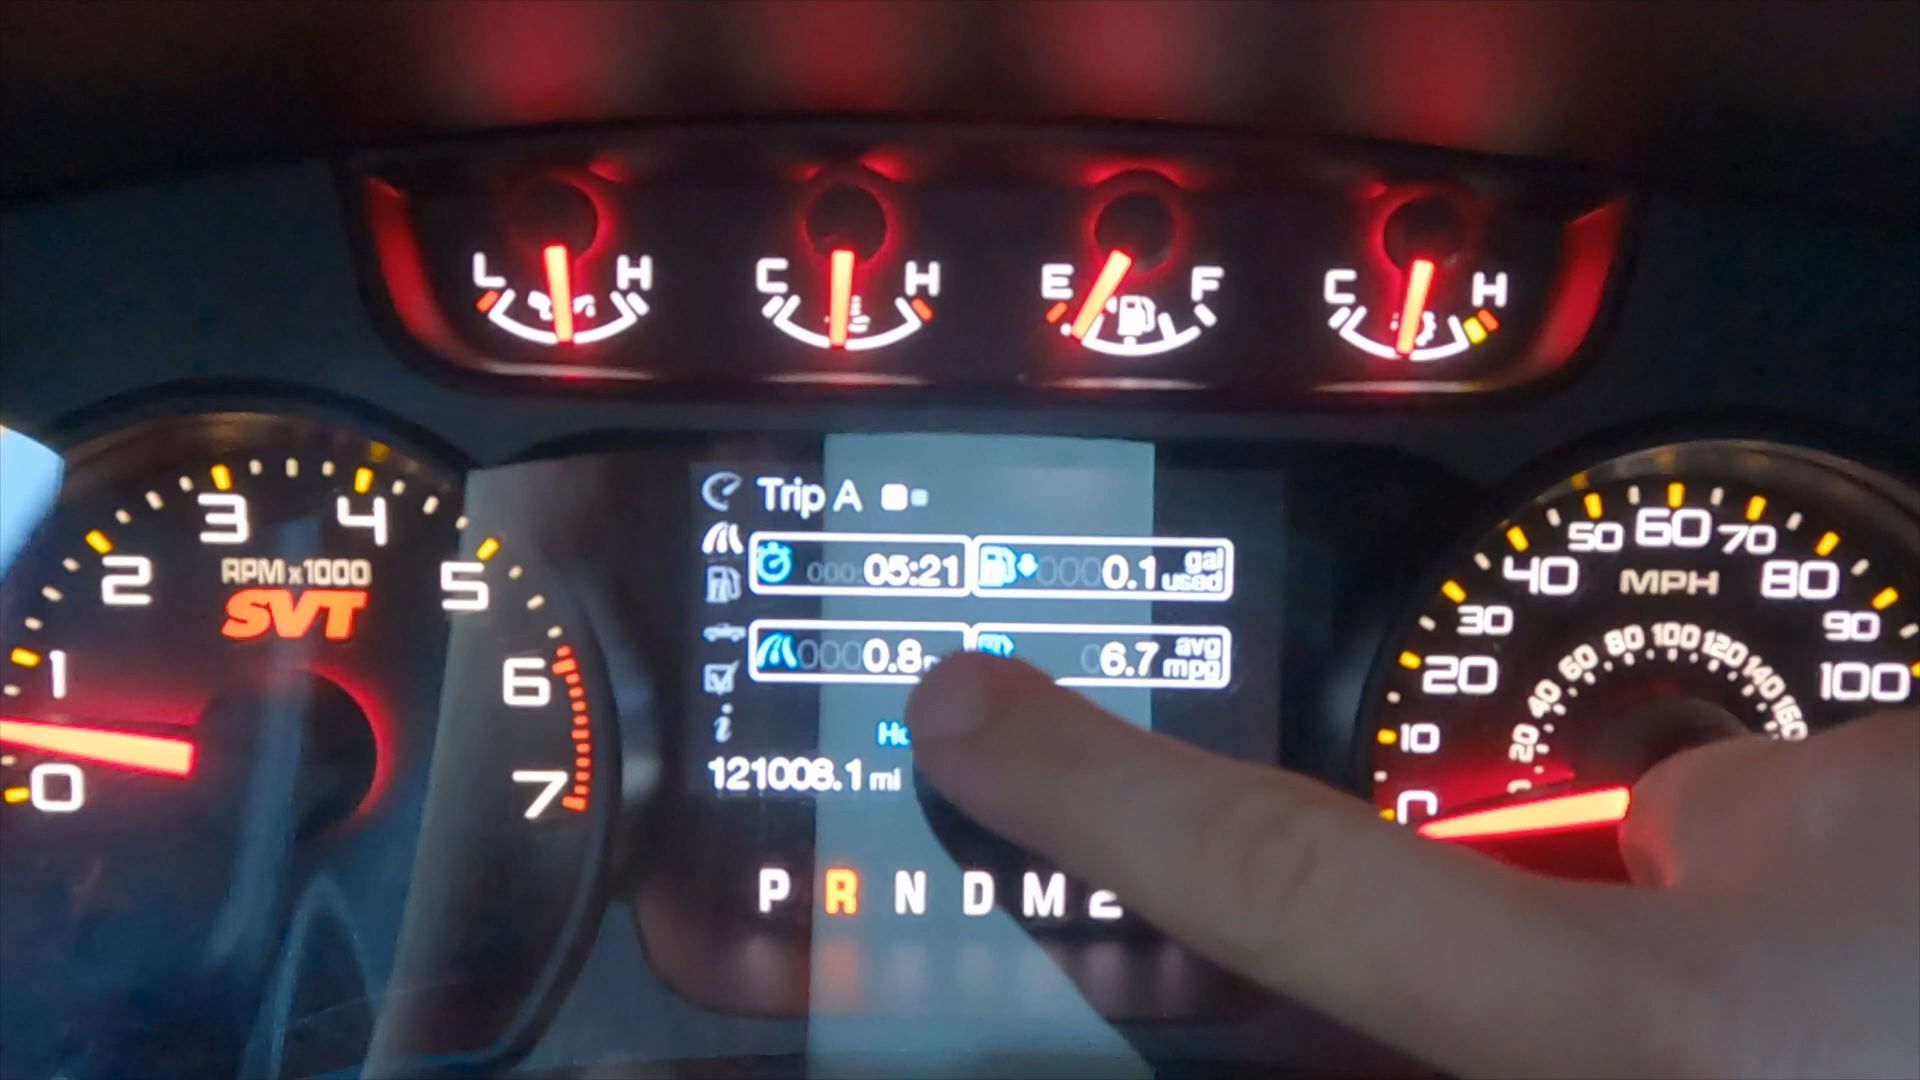 L H C H E F C H
0 1 2 3 4 5 6 7
RPM x1000
SVT
Trip A
05:21
0.1 gal used
0.8
6.7 avg mpg
121008.1 mi
P R N D M
0 10 20 30 40 50 60 70 80 90 100
MPH
20 40 60 80 100 120 140 160